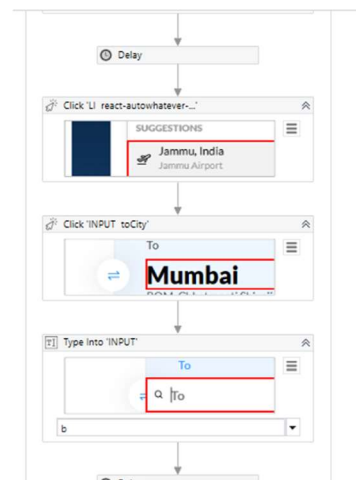 Delay
Click 'LI react-autowhatever-...'
SUGGESTIONS
Jammu, India
Jammu Airport
Click 'INPUT toCity'
To
Mumbai
Type Into 'INPUT'
To
To
b